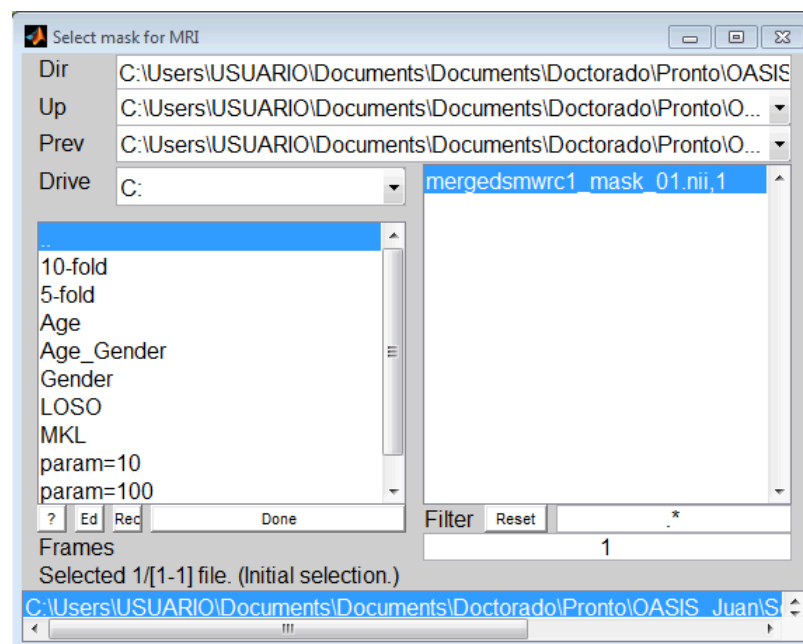 Select mask for MRI
Dir C:\Users\USUARIO\Documents\Documents\Doctorado\Pronto\OASIS
Up C:\Users\USUARIO\Documents\Documents\Doctorado\Pronto\O...
Prev C:\Users\USUARIO\Documents\Documents\Doctorado\Pronto\O...
Drive C:
mergedsmwrc1_mask_01.nii,1
..
10-fold
5-fold
Age
Age_Gender
Gender
LOSO
MKL
param=10
param=100
? Ed Rec Done
Filter Reset .*
Frames 1
Selected 1/[1-1] file. (Initial selection.)
C:\Users\USUARIO\Documents\Documents\Doctorado\Pronto\OASIS_Juan\S